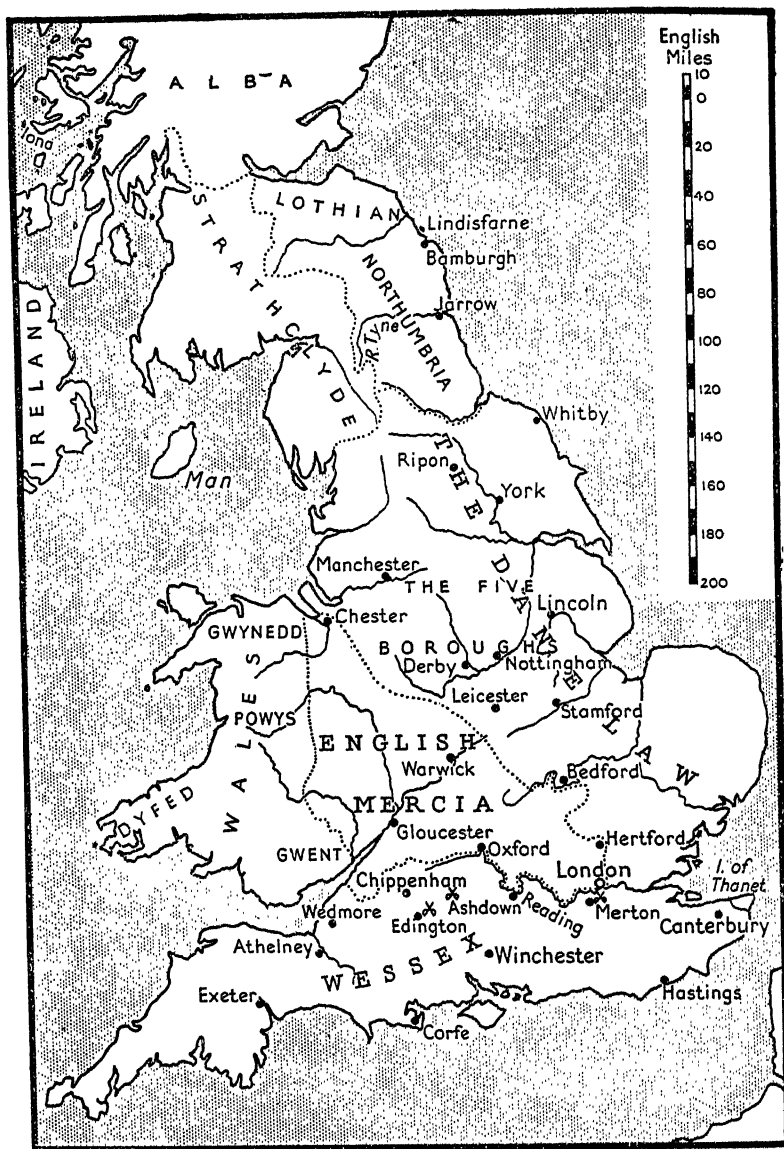 English
Miles
10
0
20
40
60
80
100
120
140
160
180
200
ALBA
Iona
STRATHCLYDE
LOTHIAN
Lindisfarne
Bamburgh
NORTHUMBRIA
Jarrow
R Tyne
IRELAND
Man
Whitby
Ripon
York
THE DANELAW
Manchester
THE FIVE
BOROUGHS
Lincoln
Chester
GWYNEDD
Derby
Nottingham
Leicester
Stamford
WALES
POWYS
ENGLISH
MERCIA
Warwick
Bedford
DYFED
GWENT
Gloucester
Oxford
Hertford
London
I. of
Thanet
Chippenham
Ashdown
Reading
Merton
Canterbury
Wedmore
Edington
Athelney
WESSEX
Winchester
Exeter
Corfe
Hastings